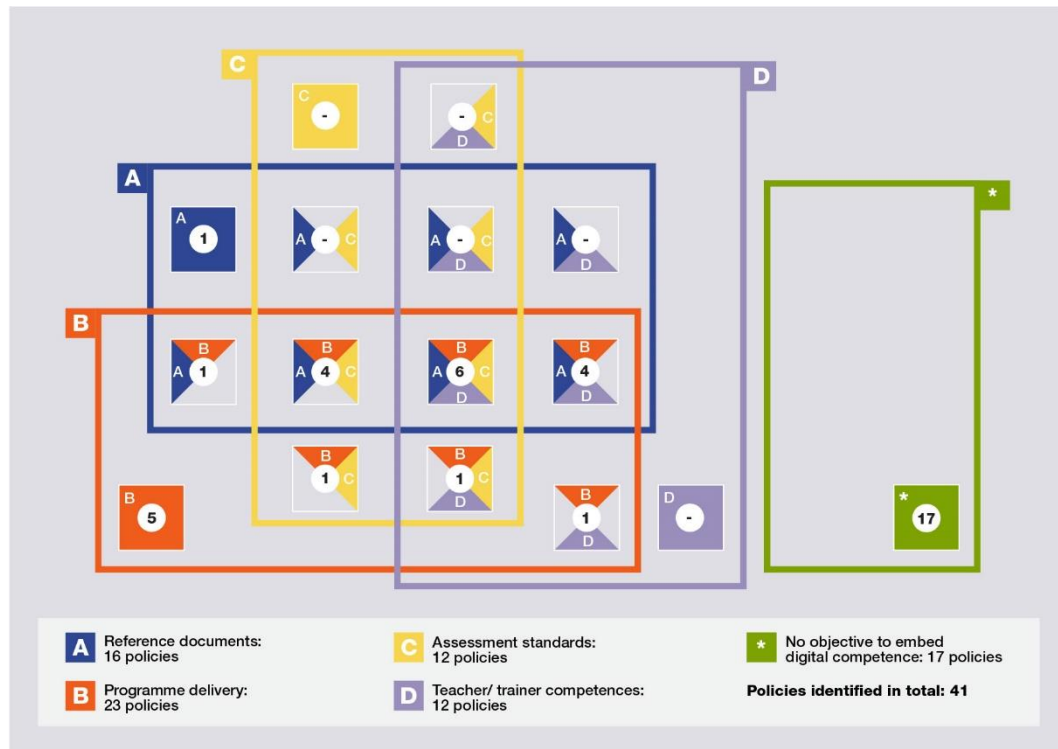 C
D
C
-
-
C
D
A
*
A
1
A
-
C
A
-
C
D
A
-
D
B
B
A
1
B
A
4
C
B
A
6
C
D
B
A
4
D
B
1
C
B
1
C
D
B
5
B
1
D
D
-
*
17
A
Reference documents:
16 policies
C
Assessment standards:
12 policies
*
No objective to embed
digital competence: 17 policies
B
Programme delivery:
23 policies
D
Teacher/ trainer competences:
12 policies
Policies identified in total: 41